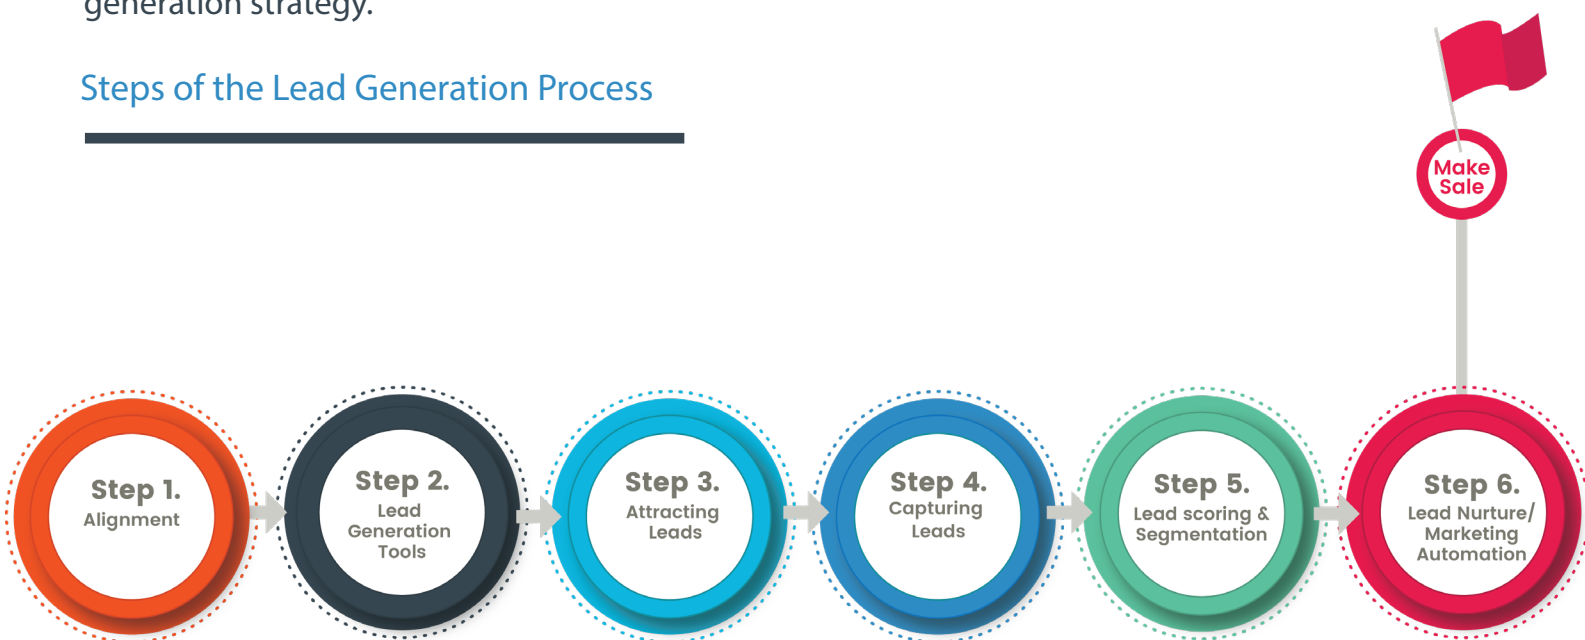 generation strategy.
Steps of the Lead Generation Process
Make
Sale
Step 1.
Alignment
Step 2.
Lead
Generation
Tools
Step 3.
Attracting
Leads
Step 4.
Capturing
Leads
Step 5.
Lead scoring &
Segmentation
Step 6.
Lead Nurture/
Marketing
Automation